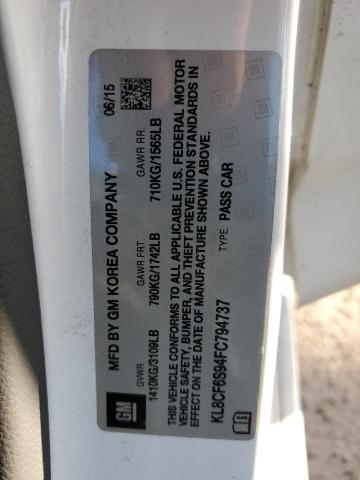 MFD BY GM KOREA COMPANY 06/15
GVWR GAWR FRT. GAWR RR.
1410KG/3109LB 790KG/1742LB 710KG/1565LB
THIS VEHICLE CONFORMS TO ALL APPLICABLE U.S. FEDERAL MOTOR
VEHICLE SAFETY, BUMPER, AND THEFT PREVENTION STANDARDS IN
EFFECT ON THE DATE OF MANUFACTURE SHOWN ABOVE.
KL8CF6S94FC794737 TYPE: PASS CAR
GM